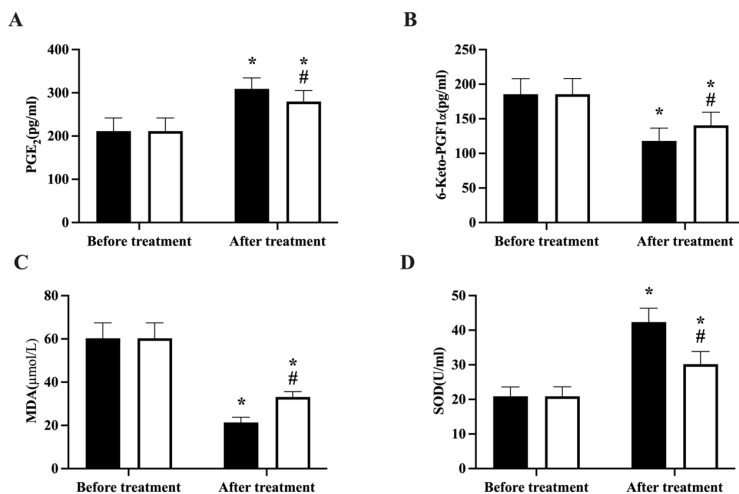 A
400
300
200
100
0
PGE₂(pg/ml)
*
*
#
Before treatment
After treatment
B
250
200
150
100
50
0
6-Keto-PGF1α(pg/ml)
*
*
#
Before treatment
After treatment
C
80
60
40
20
0
MDA(μmol/L)
*
*
#
Before treatment
After treatment
D
50
40
30
20
10
0
SOD(U/ml)
*
*
#
Before treatment
After treatment